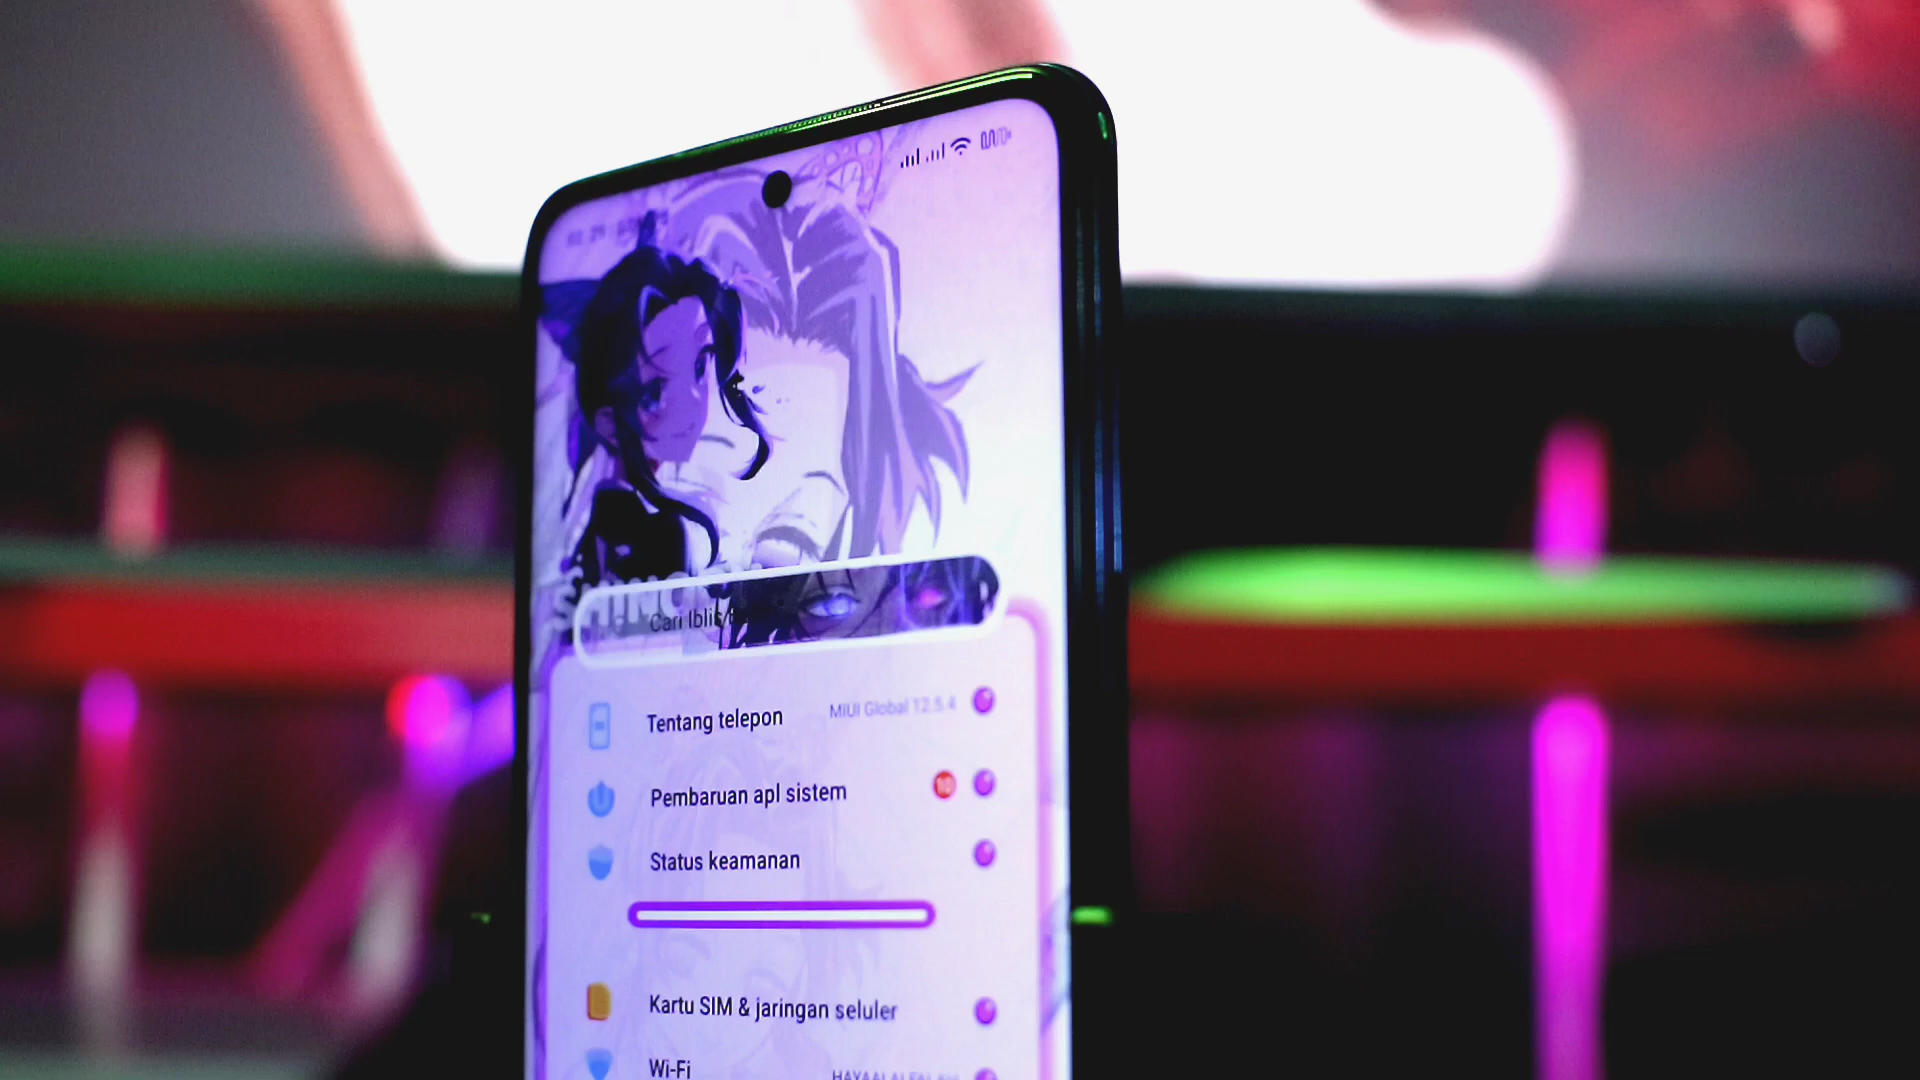 Cari Iblis
Tentang telepon
MIUI Global 12.5.4
Pembaruan apl sistem
10
Status keamanan
Kartu SIM & jaringan seluler
Wi-Fi